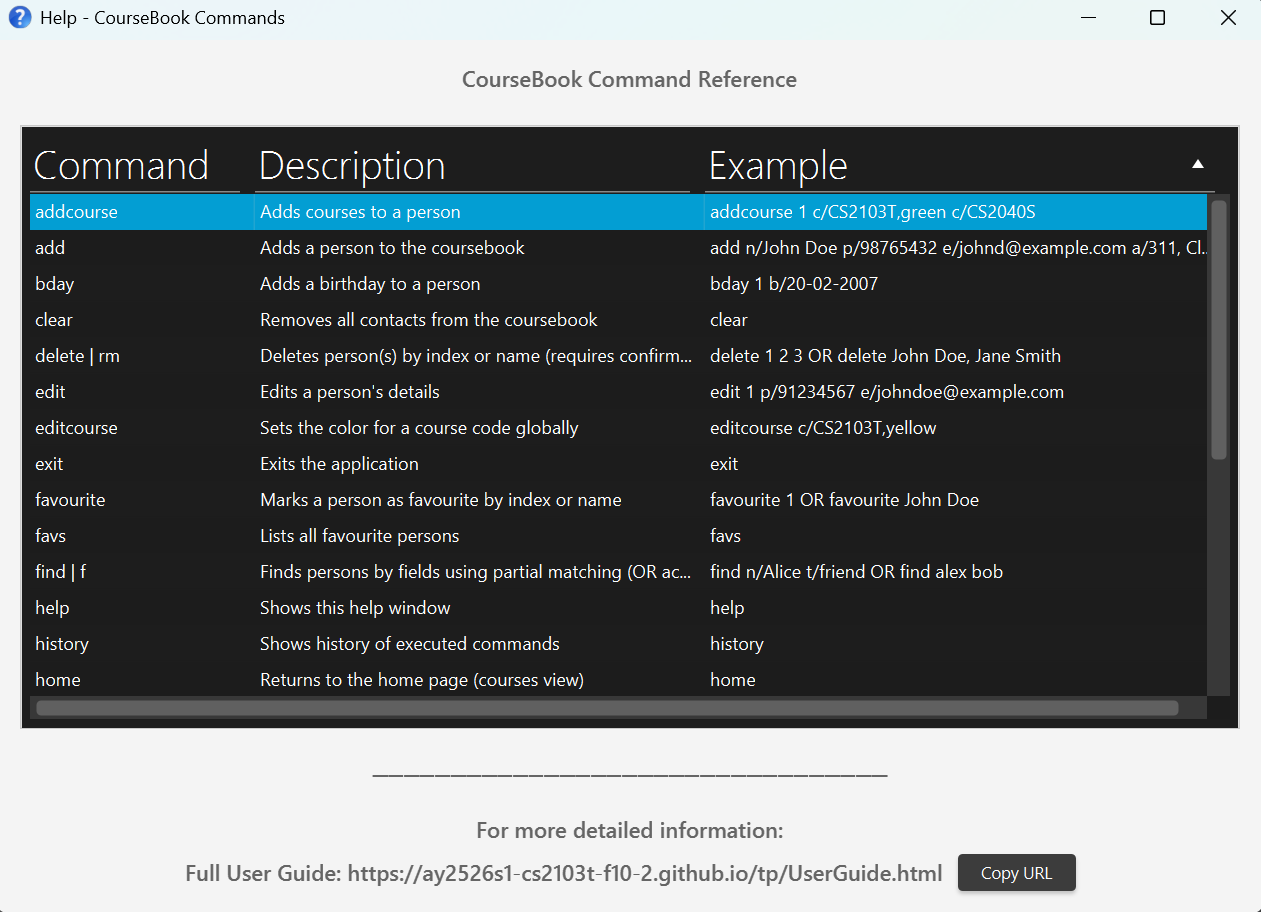 Help - CourseBook Commands
CourseBook Command Reference
Command Description Example
addcourse Adds courses to a person addcourse 1 c/CS2103T,green c/CS2040S
add Adds a person to the coursebook add n/John Doe p/98765432 e/johnd@example.com a/311, Cl..
bday Adds a birthday to a person bday 1 b/20-02-2007
clear Removes all contacts from the coursebook clear
delete | rm Deletes person(s) by index or name (requires confirm... delete 1 2 3 OR delete John Doe, Jane Smith
edit Edits a person's details edit 1 p/91234567 e/johndoe@example.com
editcourse Sets the color for a course code globally editcourse c/CS2103T,yellow
exit Exits the application exit
favourite Marks a person as favourite by index or name favourite 1 OR favourite John Doe
favs Lists all favourite persons favs
find | f Finds persons by fields using partial matching (OR ac... find n/Alice t/friend OR find alex bob
help Shows this help window help
history Shows history of executed commands history
home Returns to the home page (courses view) home
For more detailed information:
Full User Guide: https://ay2526s1-cs2103t-f10-2.github.io/tp/UserGuide.html Copy URL